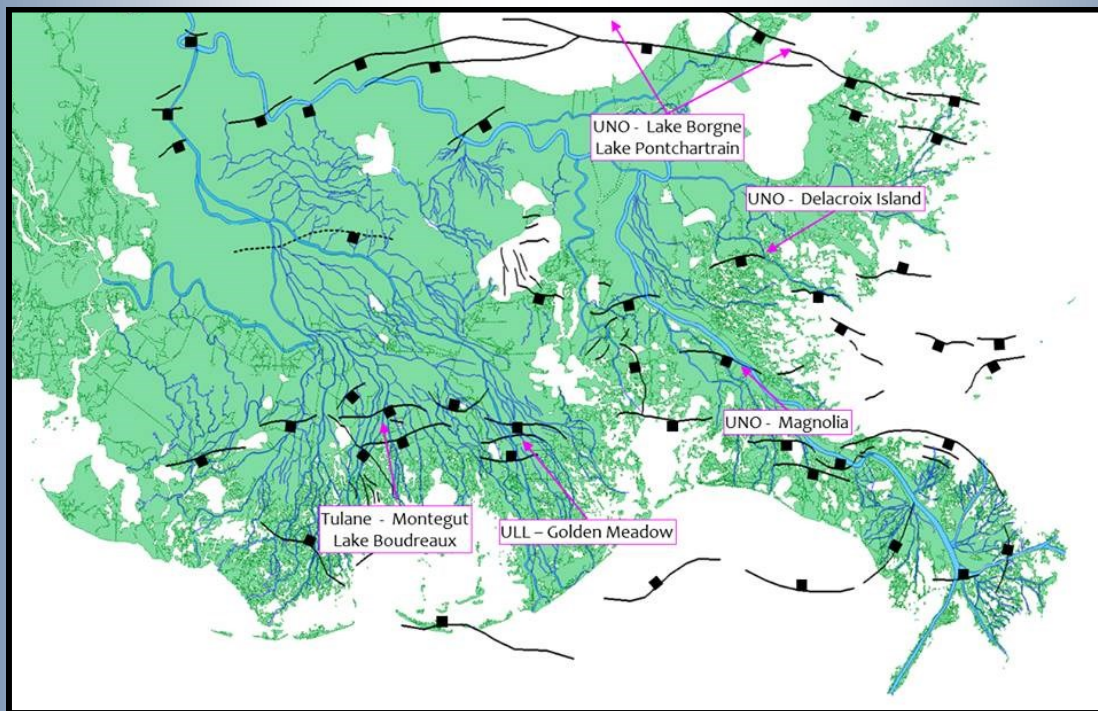 UNO - Lake Borgne
Lake Pontchartrain
UNO - Delacroix Island
UNO - Magnolia
Tulane - Montegut
Lake Boudreaux
ULL – Golden Meadow